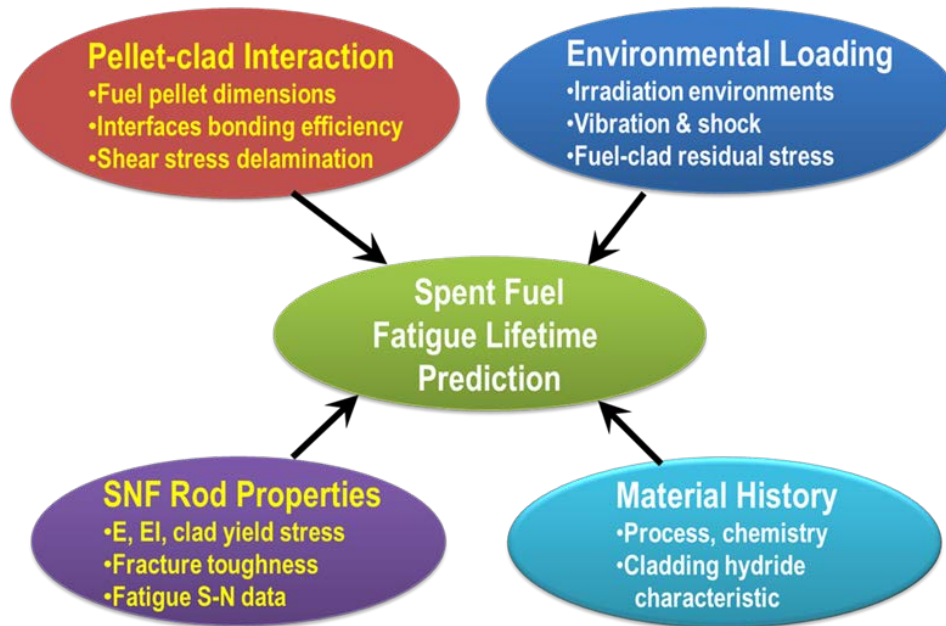 Pellet-clad Interaction
•Fuel pellet dimensions
•Interfaces bonding efficiency
•Shear stress delamination
Environmental Loading
•Irradiation environments
•Vibration & shock
•Fuel-clad residual stress
Spent Fuel
Fatigue Lifetime
Prediction
SNF Rod Properties
•E, EI, clad yield stress
•Fracture toughness
•Fatigue S-N data
Material History
•Process, chemistry
•Cladding hydride
characteristic